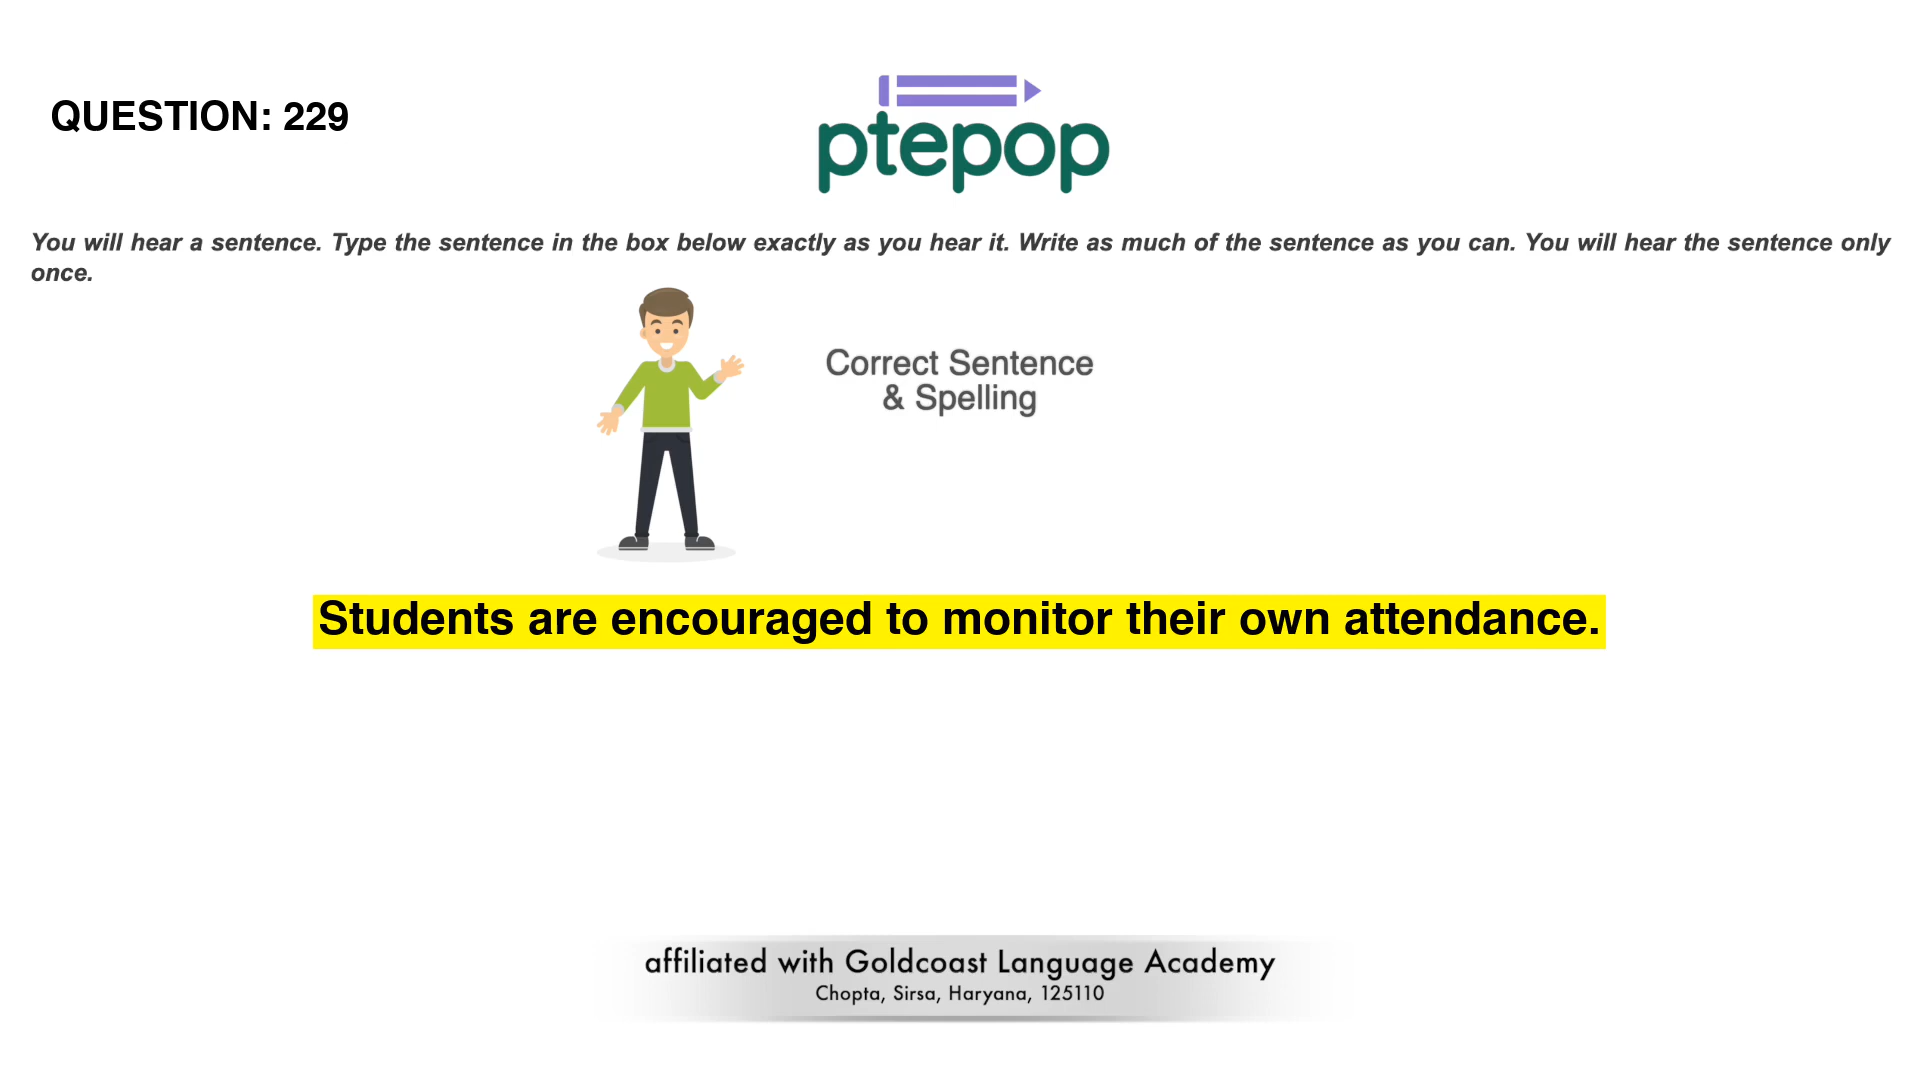 QUESTION: 229
ptepop
You will hear a sentence. Type the sentence in the box below exactly as you hear it. Write as much of the sentence as you can. You will hear the sentence only
once.
Correct Sentence
& Spelling
Students are encouraged to monitor their own attendance.
affiliated with Goldcoast Language Academy
Chopta, Sirsa, Haryana, 125110